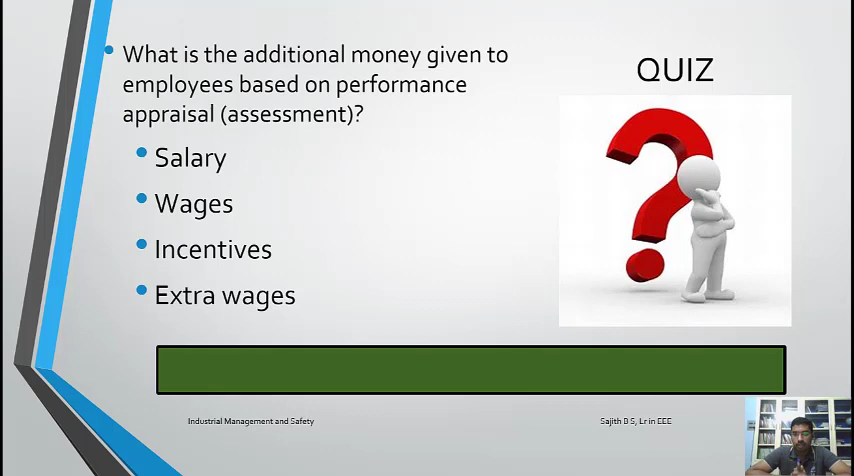 What is the additional money given to
employees based on performance
appraisal (assessment)?
Salary
Wages
Incentives
Extra wages
QUIZ
Industrial Management and Safety
Sajith B S, Lr in EEE